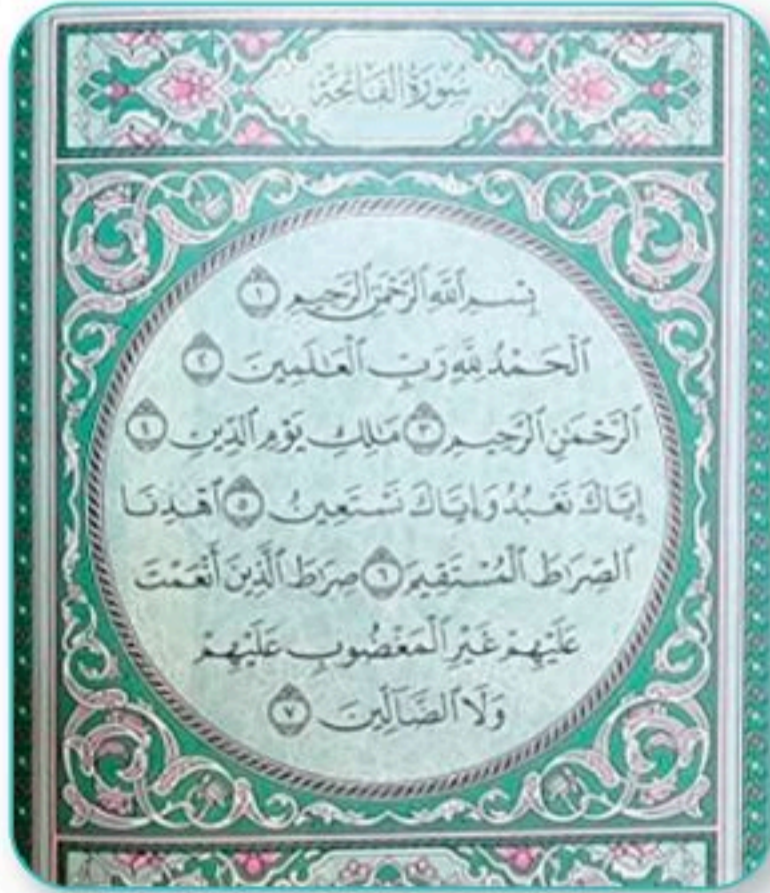 سُورَةُ الْفَاتِحَةِ
بِسْمِ ٱللَّهِ ٱلرَّحْمَٰنِ ٱلرَّحِيمِ ١
ٱلْحَمْدُ لِلَّهِ رَبِّ ٱلْعَٰلَمِينَ ٢
ٱلرَّحْمَٰنِ ٱلرَّحِيمِ ٣ مَٰلِكِ يَوْمِ ٱلدِّينِ ٤
إِيَّاكَ نَعْبُدُ وَإِيَّاكَ نَسْتَعِينُ ٥ ٱهْدِنَا
ٱلصِّرَٰطَ ٱلْمُسْتَقِيمَ ٦ صِرَٰطَ ٱلَّذِينَ أَنْعَمْتَ
عَلَيْهِمْ غَيْرِ ٱلْمَغْضُوبِ عَلَيْهِمْ
وَلَا ٱلضَّآلِّينَ ٧